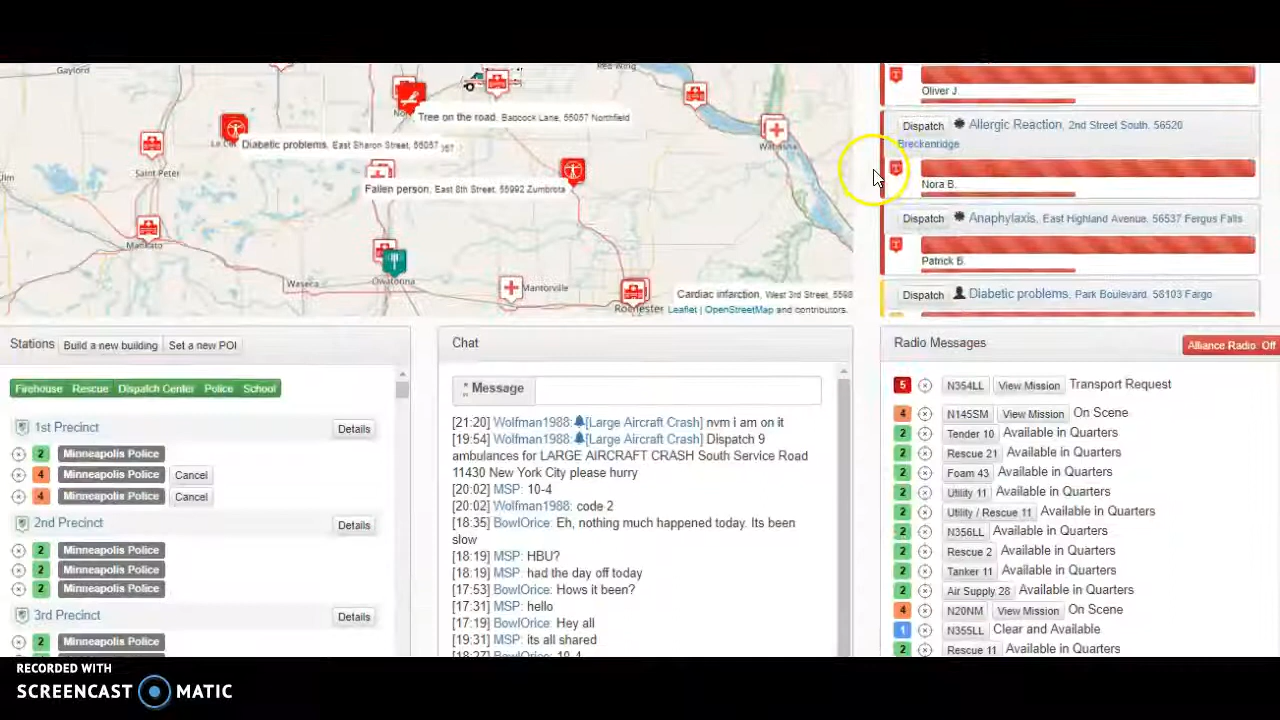 Gaylord
Red Wing
Tree on the road, Babcock Lane, 55057 Northfield
Diabetic problems, East Sharon Street, 55057
Saint Peter
Wabasha
Fallen person, East 8th Street, 55992 Zumbrota
Mankato
Waseca
Owatonna
Mantorville
Rochester
Cardiac infarction, West 3rd Street, 5598
Leaflet | OpenStreetMap and contributors.
Oliver J.
Dispatch Allergic Reaction, 2nd Street South, 56520
Breckenridge
Nora B.
Dispatch Anaphylaxis, East Highland Avenue, 56537 Fergus Falls
Patrick B.
Dispatch Diabetic problems, Park Boulevard, 58103 Fargo
Stations Build a new building Set a new POI
Firehouse Rescue Dispatch Center Police School
1st Precinct Details
2 Minneapolis Police
4 Minneapolis Police Cancel
4 Minneapolis Police Cancel
2nd Precinct Details
2 Minneapolis Police
2 Minneapolis Police
2 Minneapolis Police
3rd Precinct Details
2 Minneapolis Police
Chat
* Message
[21:20] Wolfman1988: [Large Aircraft Crash] nvm i am on it
[19:54] Wolfman1988: [Large Aircraft Crash] Dispatch 9
ambulances for LARGE AIRCRAFT CRASH South Service Road
11430 New York City please hurry
[20:02] MSP: 10-4
[20:02] Wolfman1988: code 2
[18:35] BowlOrice: Eh, nothing much happened today. Its been
slow
[18:19] MSP: HBU?
[18:19] MSP: had the day off today
[17:53] BowlOrice: Hows it been?
[17:31] MSP: hello
[17:19] BowlOrice: Hey all
[19:31] MSP: its all shared
[18:27] BowlOrice: 10-4
Radio Messages Alliance Radio Off
5 N354LL View Mission Transport Request
4 N145SM View Mission On Scene
2 Tender 10 Available in Quarters
2 Rescue 21 Available in Quarters
2 Foam 43 Available in Quarters
2 Utility 11 Available in Quarters
2 Utility / Rescue 11 Available in Quarters
2 N356LL Available in Quarters
2 Rescue 2 Available in Quarters
2 Tanker 11 Available in Quarters
2 Air Supply 28 Available in Quarters
4 N20NM View Mission On Scene
1 N355LL Clear and Available
2 Rescue 11 Available in Quarters
RECORDED WITH
SCREENCAST MATIC